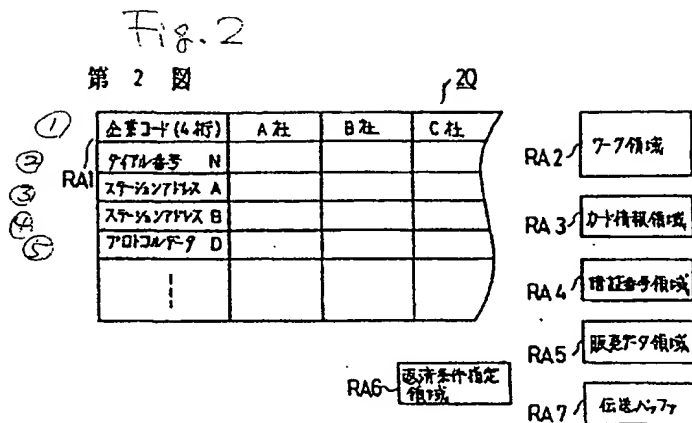 Fig. 2
第 2 図
20
① 企業コード(4桁) A社 B社 C社
② ダイアル番号 N
RA1
③ ステーションアドレス A
④ ステーションアドレス B
⑤ プロトコルデータ D
RA2 ワーク領域
RA3 カード情報領域
RA4 暗証番号領域
RA5 販売データ領域
RA6 返済条件指定
領域
RA7 伝送バッファ